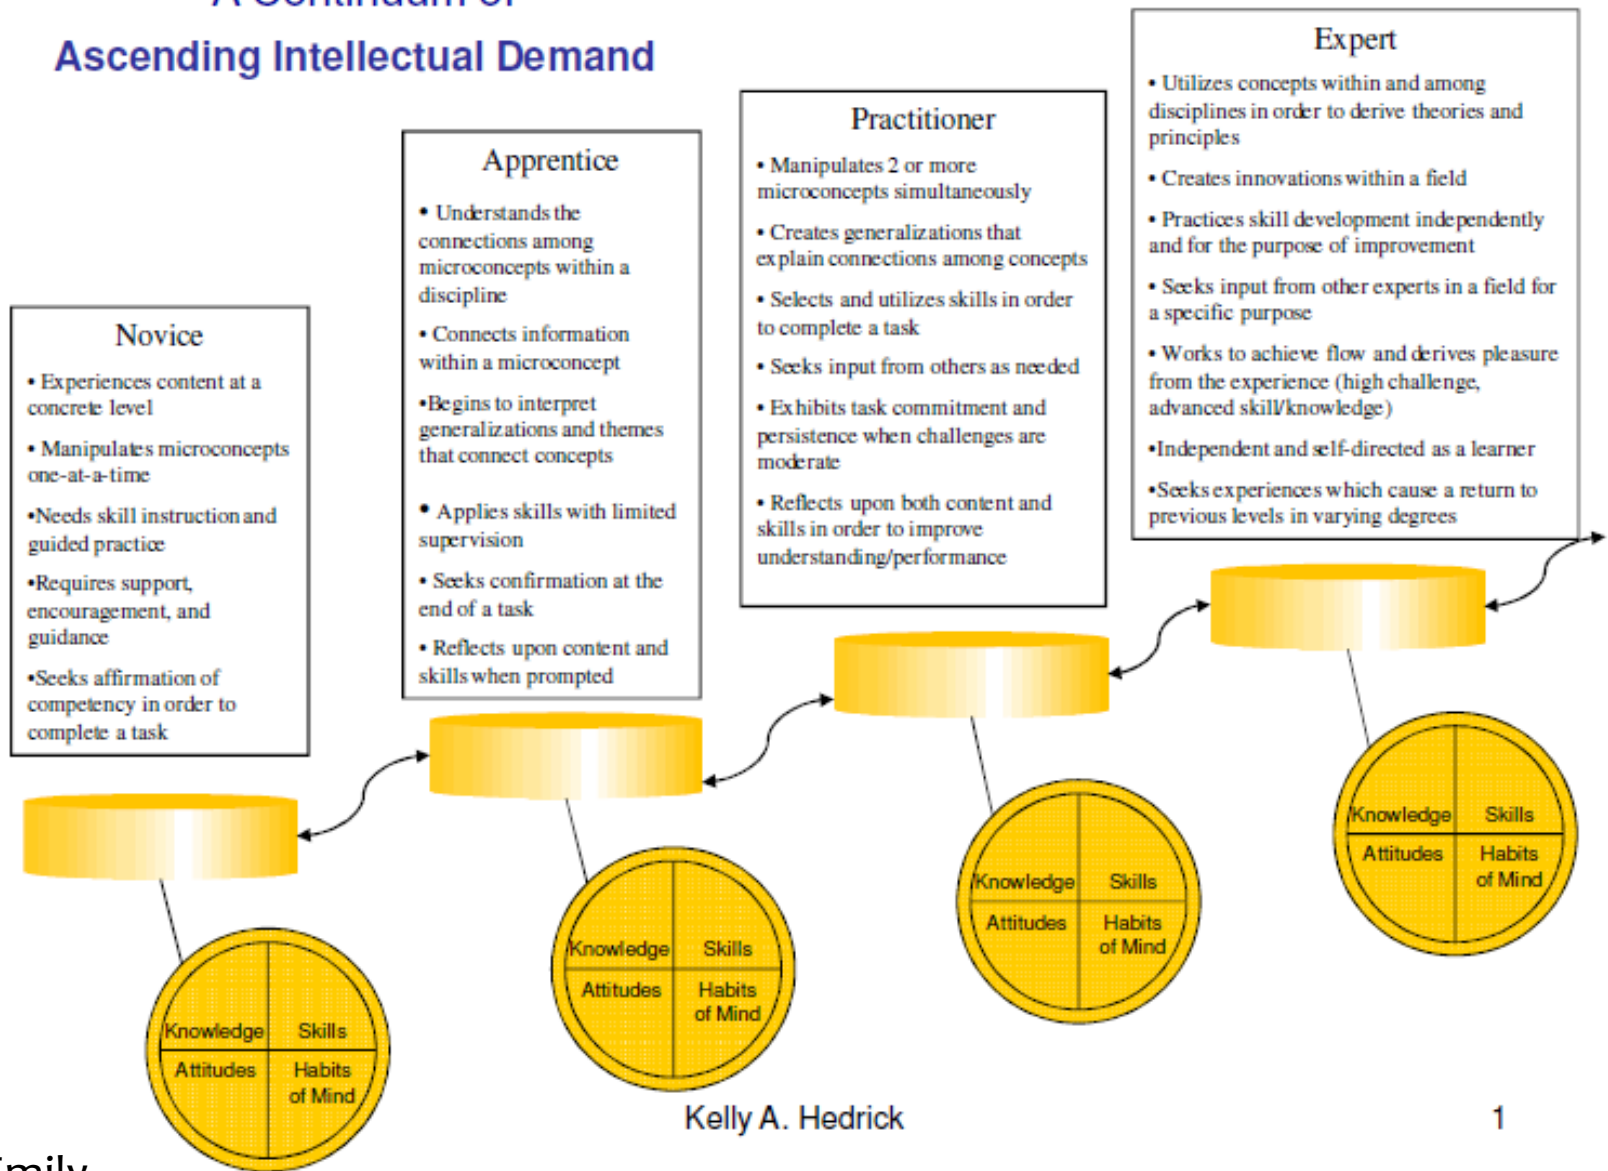 A Continuum of
Ascending Intellectual Demand
Novice
• Experiences content at a
concrete level
• Manipulates microconcepts
one-at-a-time
•Needs skill instruction and
guided practice
•Requires support,
encouragement, and
guidance
•Seeks affirmation of
competency in order to
complete a task
Apprentice
• Understands the
connections among
microconcepts within a
discipline
• Connects information
within a microconcept
•Begins to interpret
generalizations and themes
that connect concepts
• Applies skills with limited
supervision
• Seeks confirmation at the
end of a task
• Reflects upon content and
skills when prompted
Practitioner
• Manipulates 2 or more
microconcepts simultaneously
• Creates generalizations that
explain connections among concepts
• Selects and utilizes skills in order
to complete a task
• Seeks input from others as needed
• Exhibits task commitment and
persistence when challenges are
moderate
• Reflects upon both content and
skills in order to improve
understanding/performance
Expert
• Utilizes concepts within and among
disciplines in order to derive theories and
principles
• Creates innovations within a field
• Practices skill development independently
and for the purpose of improvement
• Seeks input from other experts in a field for
a specific purpose
• Works to achieve flow and derives pleasure
from the experience (high challenge,
advanced skill/knowledge)
•Independent and self-directed as a learner
•Seeks experiences which cause a return to
previous levels in varying degrees
Knowledge Skills
Attitudes Habits
of Mind
Knowledge Skills
Attitudes Habits
of Mind
Knowledge Skills
Attitudes Habits
of Mind
Knowledge Skills
Attitudes Habits
of Mind
Kelly A. Hedrick
1